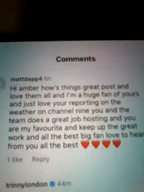 Comments
mattdapp4 6h
Hi amber how's things great post and
love them all and I'm a huge fan of yours
and just love your reporting on the
weather on channel nine you and the
team does a great job hosting and you
are my favourite and keep up the great
work and all the best big fan love to hear
from you all the best ❤️❤️❤️❤️
1 like Reply
trinnylondon 44m